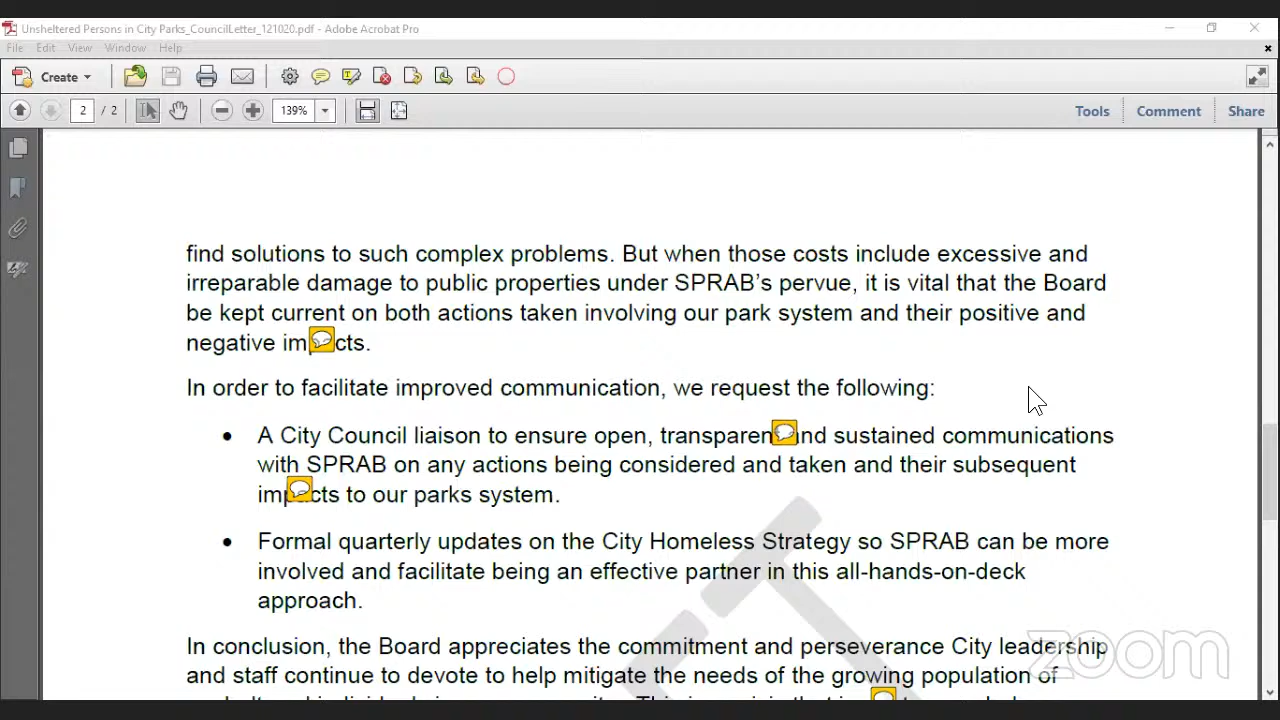 Unsheltered Persons in City Parks_CouncilLetter_121020.pdf - Adobe Acrobat Pro
File Edit View Window Help
Create
2 / 2 139% Tools Comment Share
find solutions to such complex problems. But when those costs include excessive and
irreparable damage to public properties under SPRAB's pervue, it is vital that the Board
be kept current on both actions taken involving our park system and their positive and
negative impacts.
In order to facilitate improved communication, we request the following:
• A City Council liaison to ensure open, transparent and sustained communications
with SPRAB on any actions being considered and taken and their subsequent
impacts to our parks system.
• Formal quarterly updates on the City Homeless Strategy so SPRAB can be more
involved and facilitate being an effective partner in this all-hands-on-deck
approach.
In conclusion, the Board appreciates the commitment and perseverance City leadership
and staff continue to devote to help mitigate the needs of the growing population of
zoom